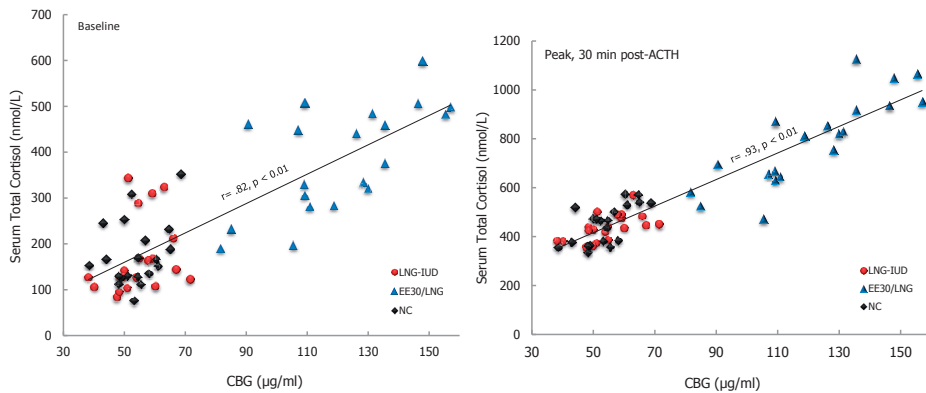 Baseline
Serum Total Cortisol (nmol/L)
700
600
500
400
300
200
100
0
r= .82, p < 0.01
LNG-IUD
EE30/LNG
NC
30
50
70
90
110
130
150
CBG (µg/ml)
Peak, 30 min post-ACTH
Serum Total Cortisol (nmol/L)
1200
1000
800
600
400
200
0
r= .93, p < 0.01
LNG-IUD
EE30/LNG
NC
30
50
70
90
110
130
150
CBG (µg/ml)